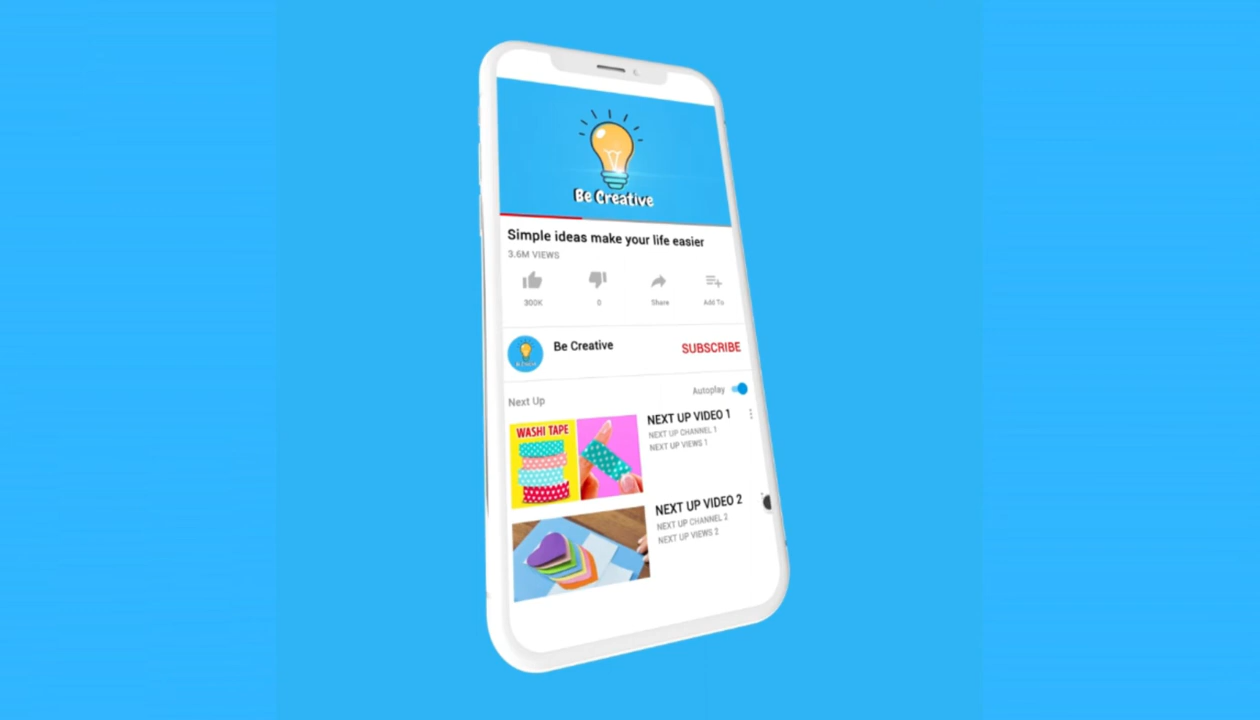 Be Creative
Simple ideas make your life easier
3.6M VIEWS
300K
0
Share
Add To
Be Creative
SUBSCRIBE
Autoplay
Next Up
WASHI TAPE
NEXT UP VIDEO 1
NEXT UP CHANNEL 1
NEXT UP VIEWS 1
NEXT UP VIDEO 2
NEXT UP CHANNEL 2
NEXT UP VIEWS 2